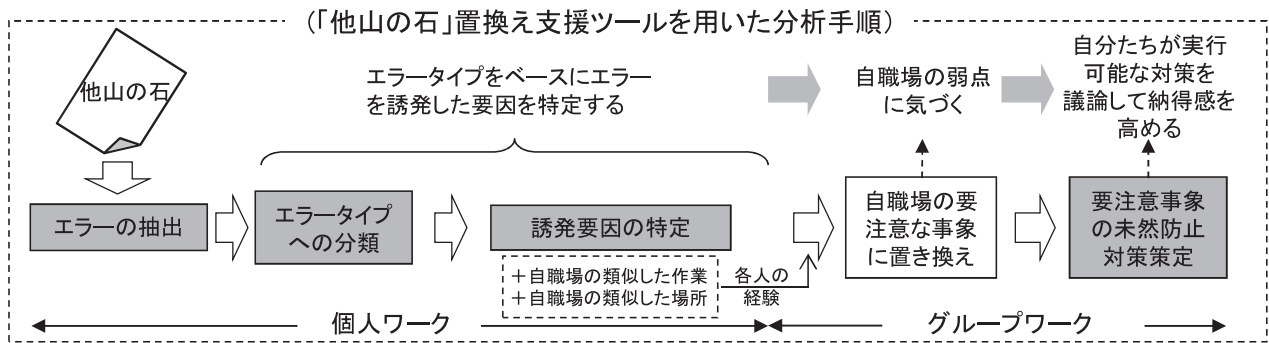 (「他山の石」置換え支援ツールを用いた分析手順)
他山の石
エラータイプをベースにエラー
を誘発した要因を特定する
自職場の弱点
に気づく
自分たちが実行
可能な対策を
議論して納得感を
高める
エラーの抽出
エラータイプ
への分類
誘発要因の特定
自職場の要
注意な事象
に置き換え
要注意事象
の未然防止
対策策定
+自職場の類似した作業
+自職場の類似した場所
各人の
経験
個人ワーク
グループワーク